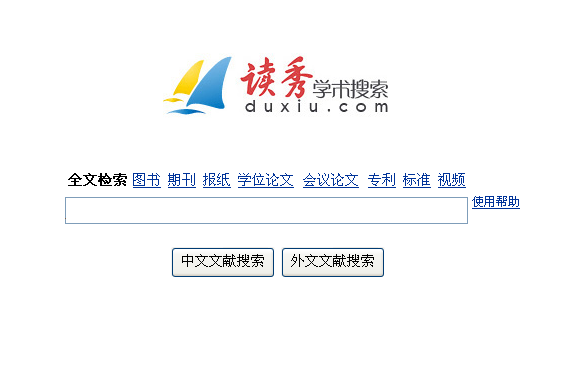 读秀学术搜索
duxiu.com
全文检索 图书 期刊 报纸 学位论文 会议论文 专利 标准 视频
使用帮助
中文文献搜索 外文文献搜索